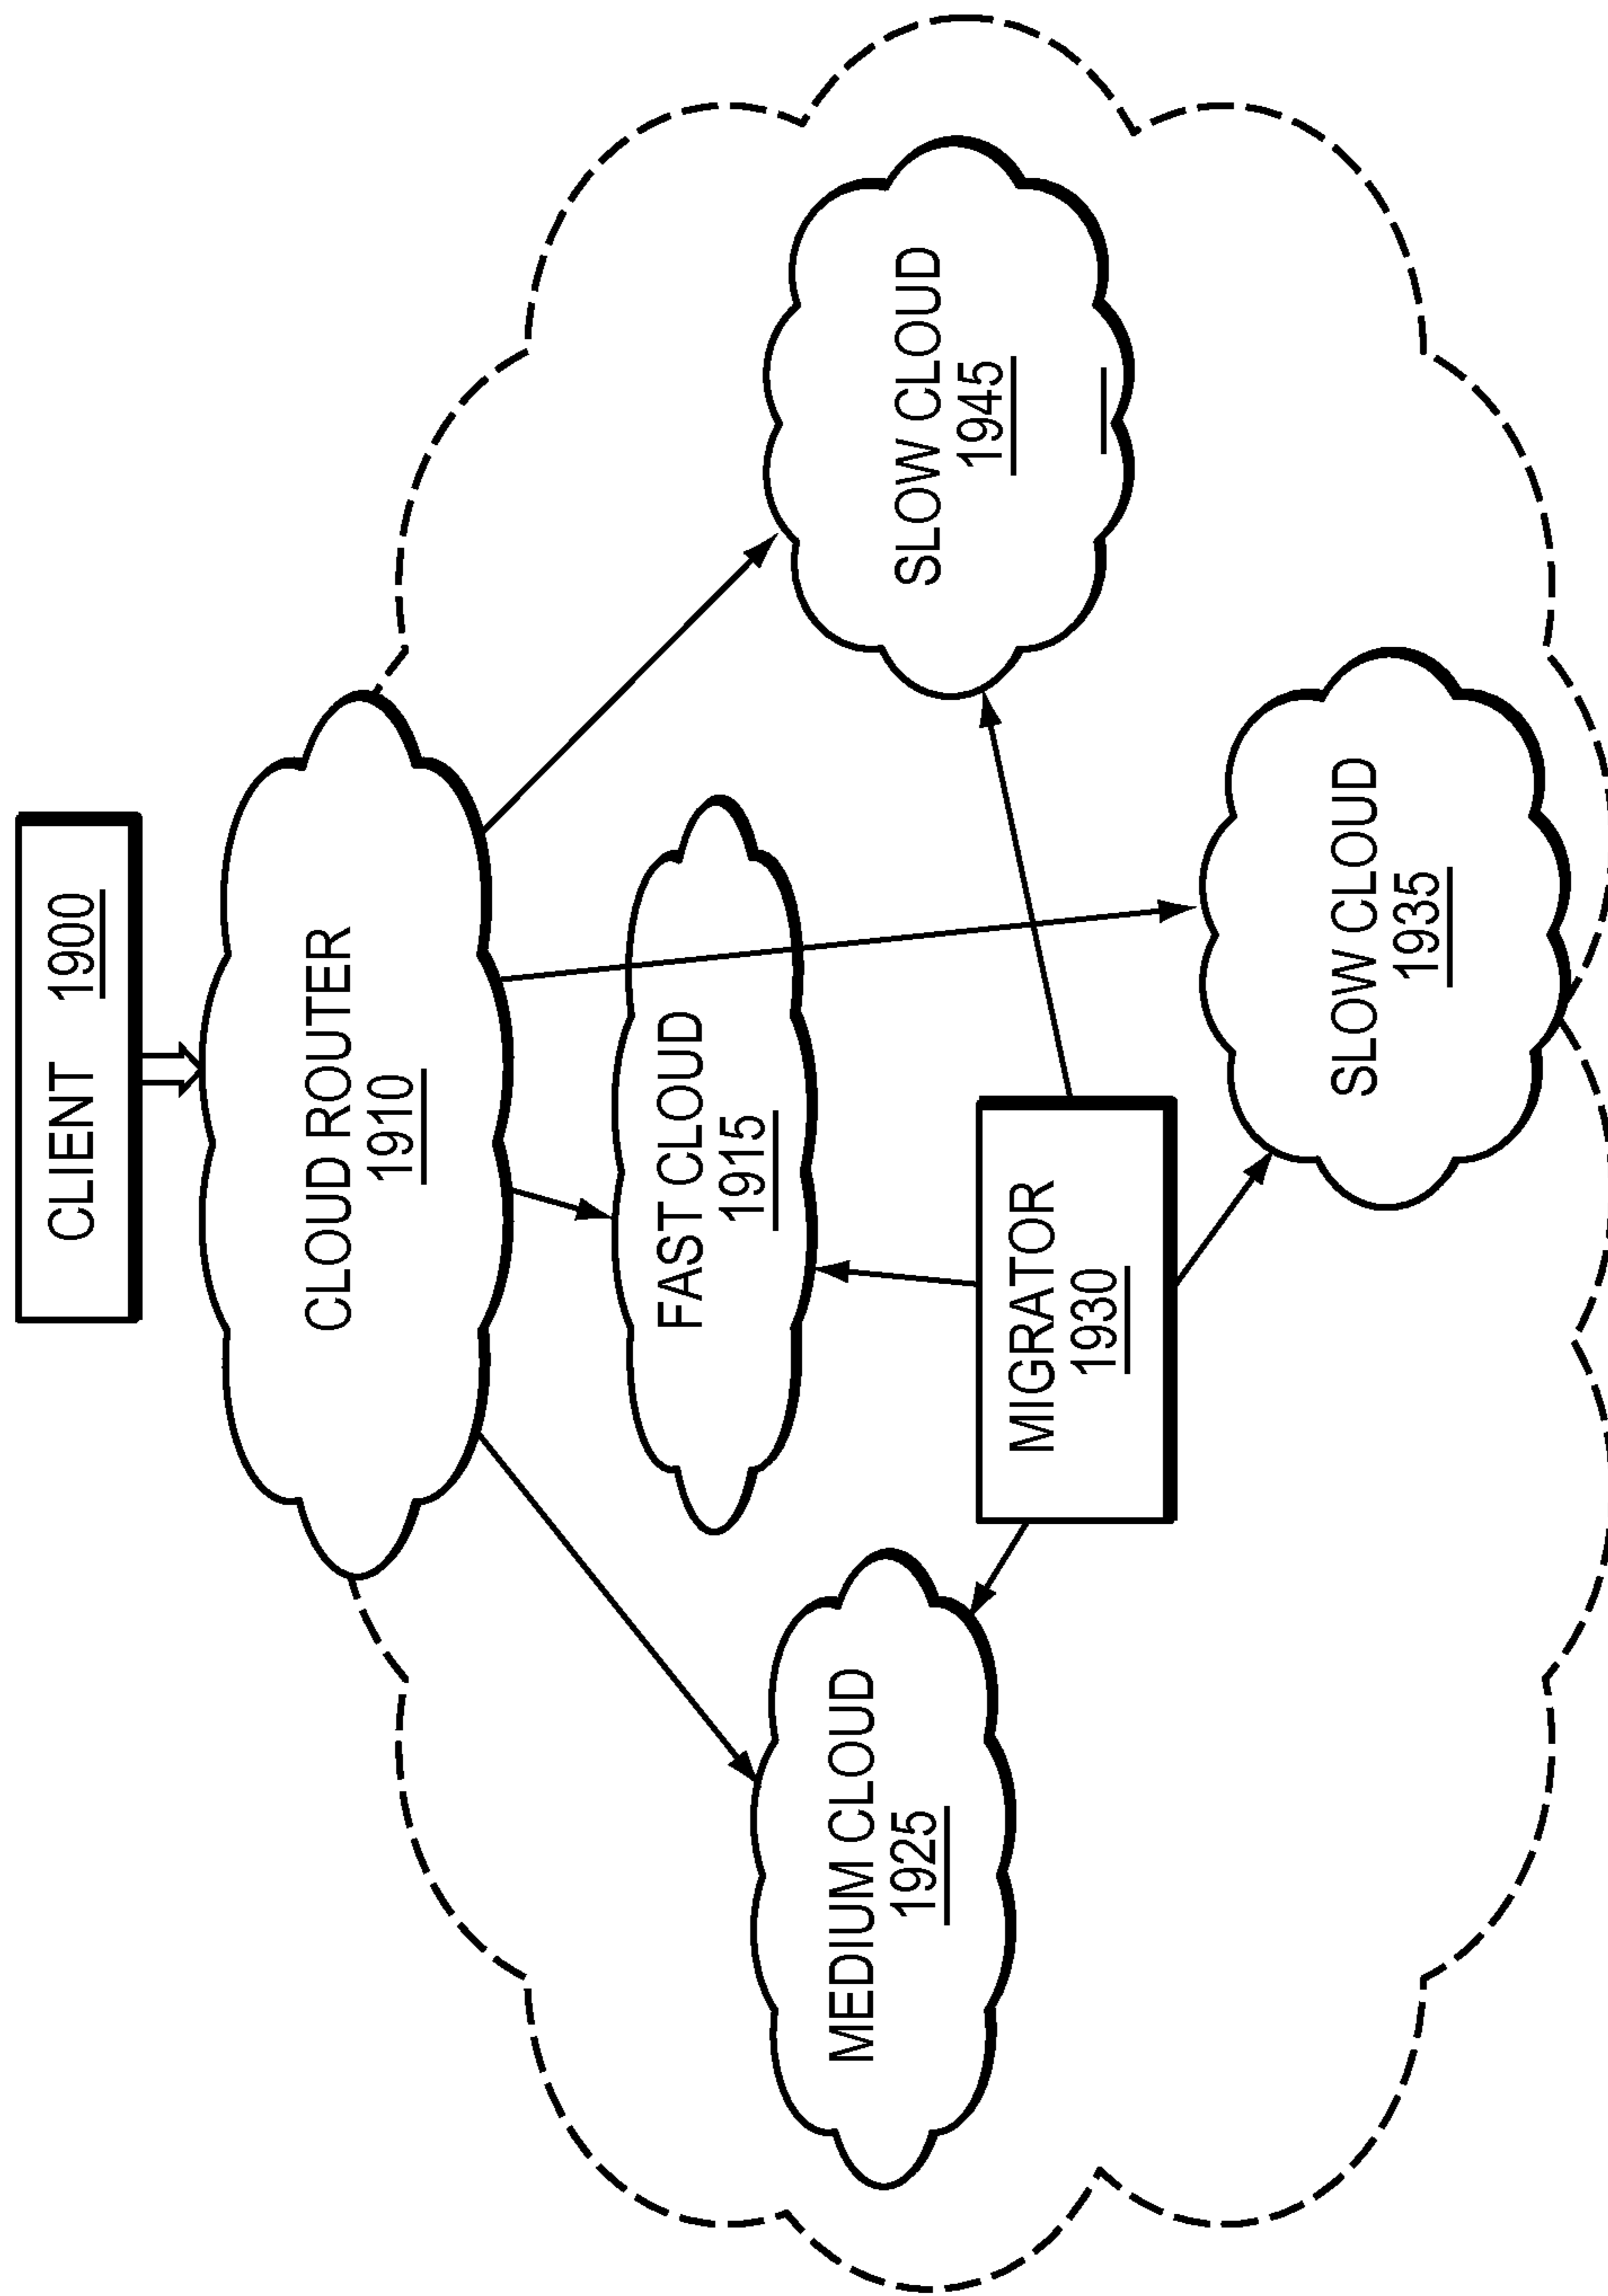 CLIENT 1900
CLOUD ROUTER
1910
FAST CLOUD
1915
MEDIUM CLOUD
1925
SLOW CLOUD
1945
MIGRATOR
1930
SLOW CLOUD
1935